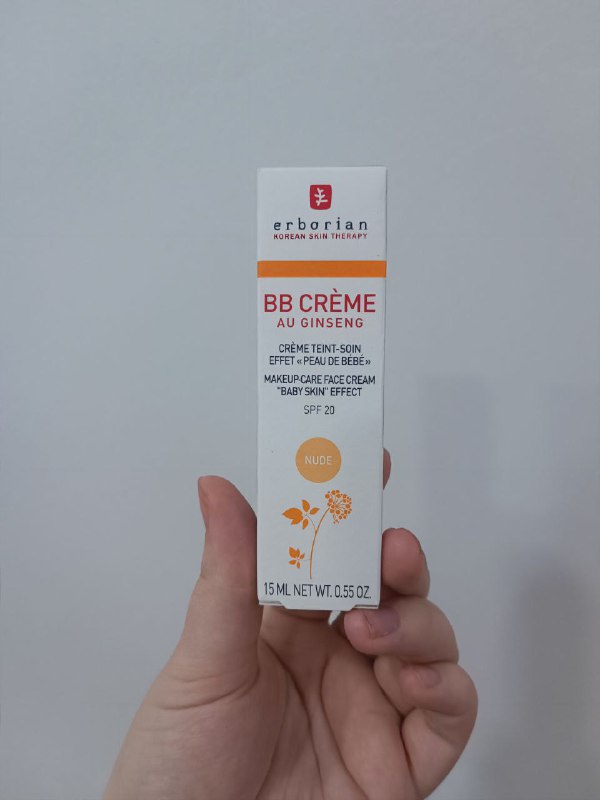 erborian
KOREAN SKIN THERAPY
BB CRÈME
AU GINSENG
CRÈME TEINT-SOIN
EFFET « PEAU DE BÉBÉ »
MAKEUP-CARE FACE CREAM
"BABY SKIN" EFFECT
SPF 20
NUDE
15 ML NET WT. 0.55 OZ.